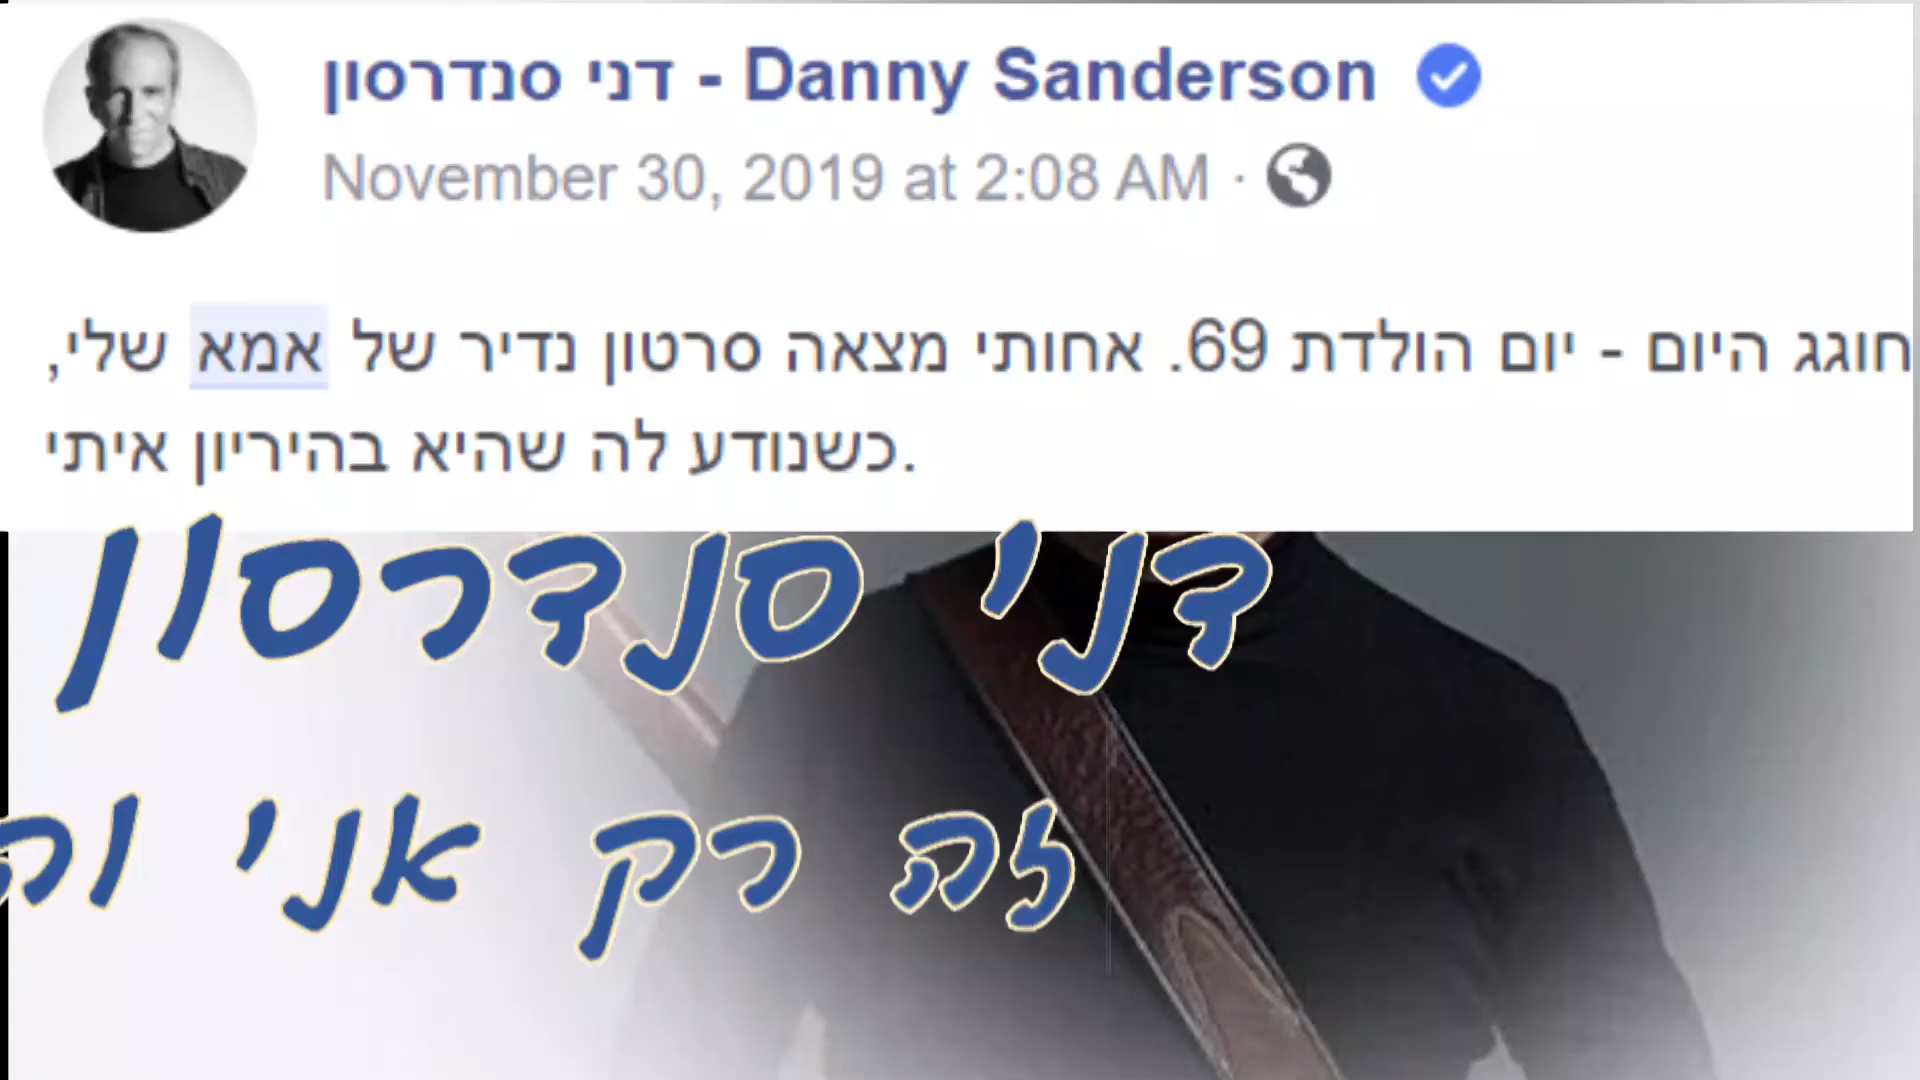 דני סנדרסון - Danny Sanderson
November 30, 2019 at 2:08 AM ·
חוגג היום - יום הולדת 69. אחותי מצאה סרטון נדיר של אמא שלי,
כשנודע לה שהיא בהיריון איתי.
דני סנדרסון
זה רק אני